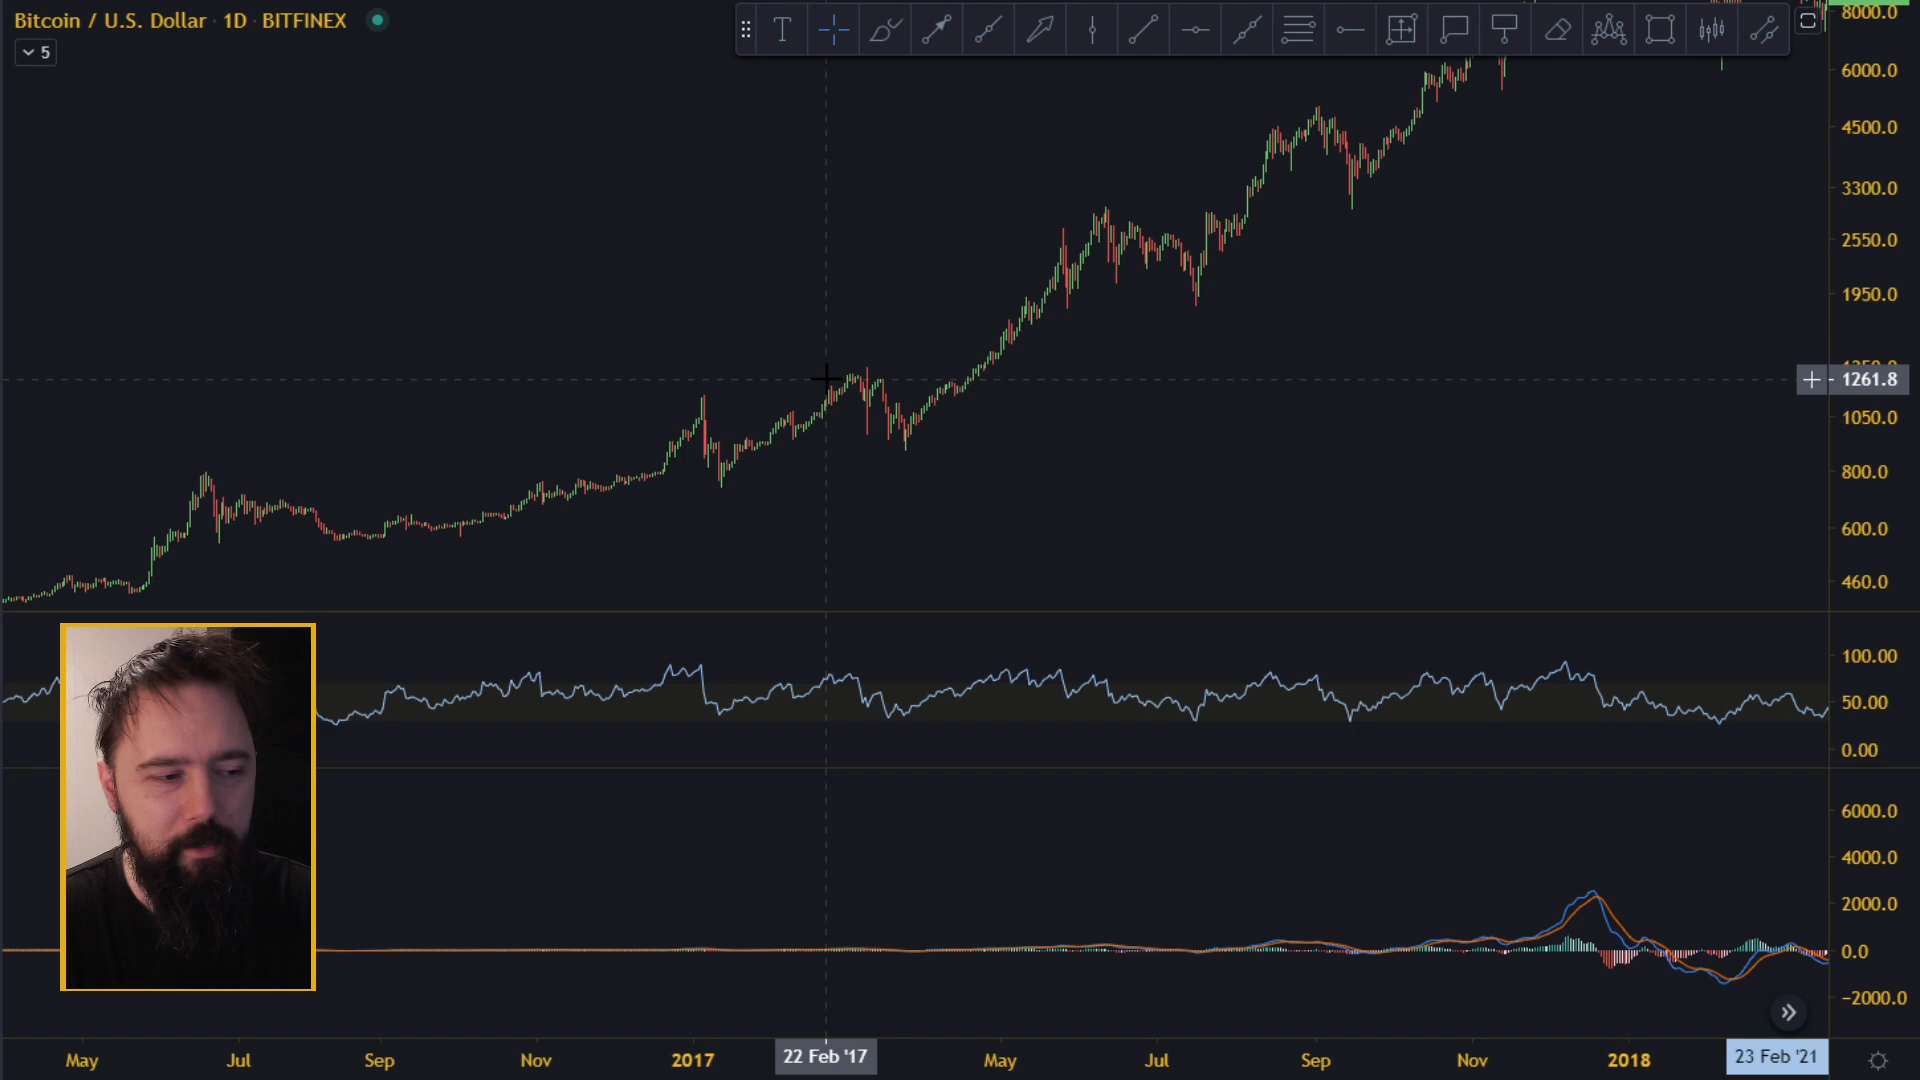 Bitcoin / U.S. Dollar · 1D · BITFINEX
5
T
8000.0
6000.0
4500.0
3300.0
2550.0
1950.0
1261.8
1050.0
800.0
600.0
460.0
100.00
50.00
0.00
6000.0
4000.0
2000.0
0.0
−2000.0
May
Jul
Sep
Nov
2017
22 Feb '17
May
Jul
Sep
Nov
2018
23 Feb '21